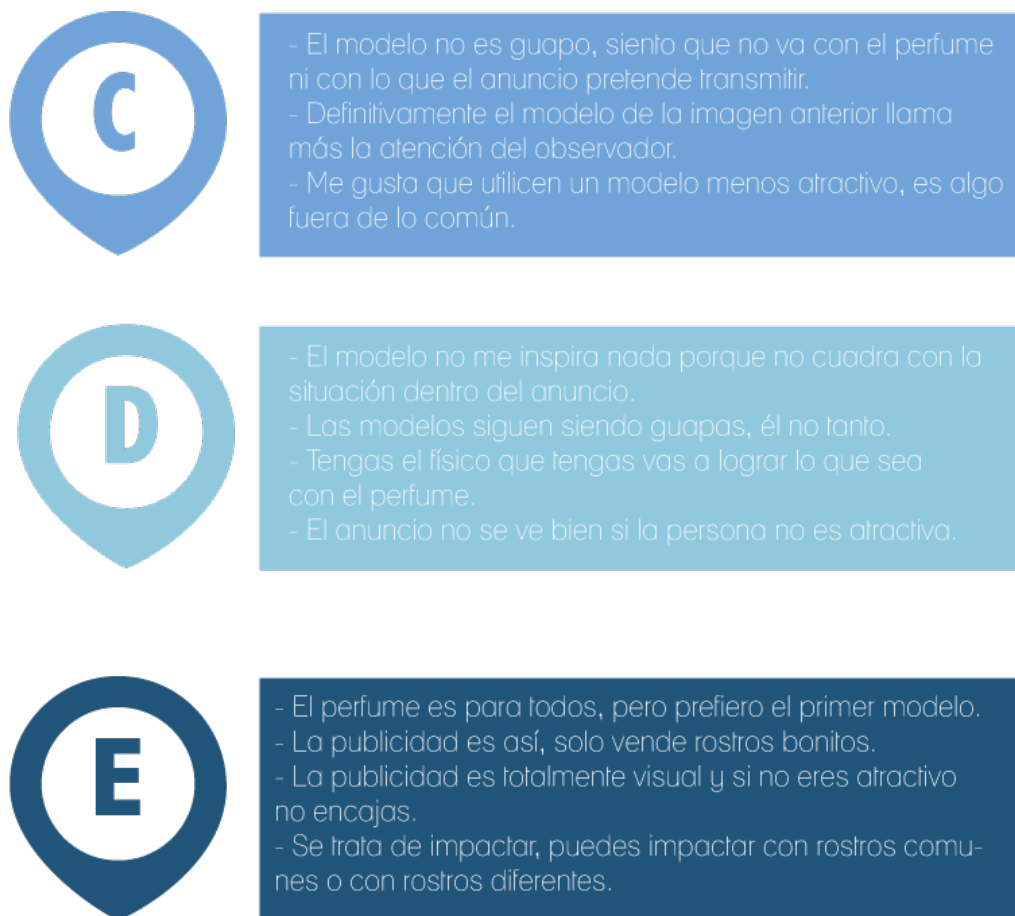 C
- El modelo no es guapo, siento que no va con el perfume
ni con lo que el anuncio pretende transmitir.
- Definitivamente el modelo de la imagen anterior llama
más la atención del observador.
- Me gusta que utilicen un modelo menos atractivo, es algo
fuera de lo común.
D
- El modelo no me inspira nada porque no cuadra con la
situación dentro del anuncio.
- Las modelos siguen siendo guapas, él no tanto.
- Tengas el físico que tengas vas a lograr lo que sea
con el perfume.
- El anuncio no se ve bien si la persona no es atractiva.
E
- El perfume es para todos, pero prefiero el primer modelo.
- La publicidad es así, solo vende rostros bonitos.
- La publicidad es totalmente visual y si no eres atractivo
no encajas.
- Se trata de impactar, puedes impactar con rostros comu-
nes o con rostros diferentes.